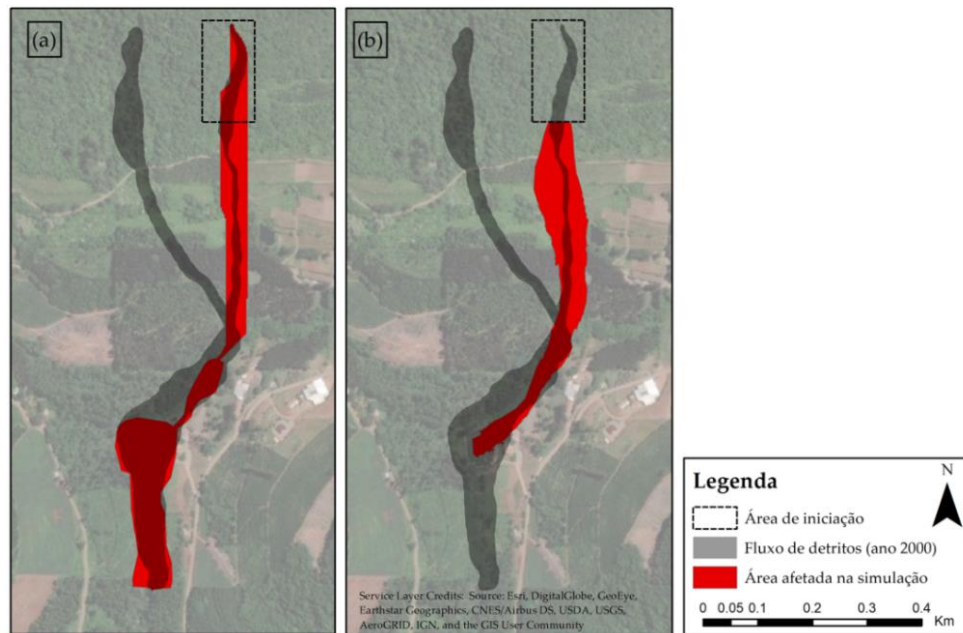 (a)
(b)
Service Layer Credits: Source: Esri, DigitalGlobe, GeoEye,
Earthstar Geographics, CNES/Airbus DS, USDA, USGS,
AeroGRID, IGN, and the GIS User Community
Legenda
N
Área de iniciação
Fluxo de detritos (ano 2000)
Área afetada na simulação
0 0.05 0.1 0.2 0.3 0.4
Km